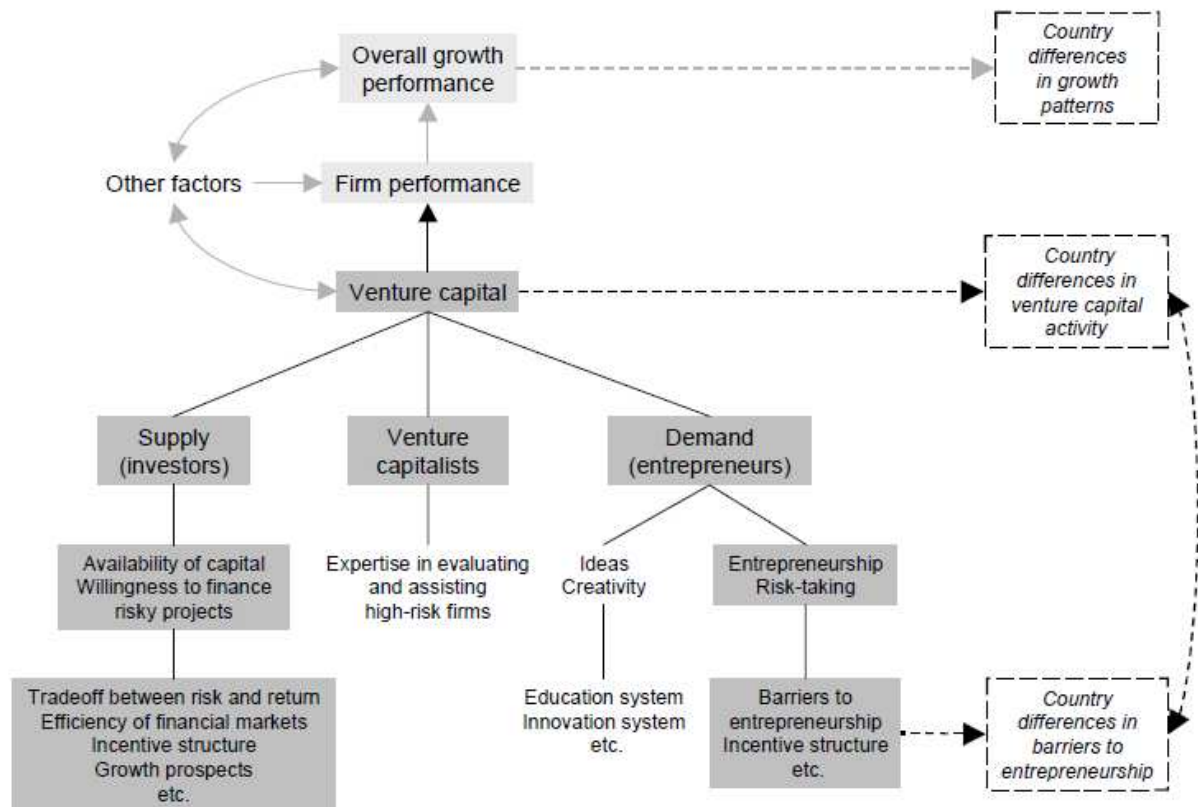 Overall growth
performance
Country
differences
in growth
patterns
Other factors
Firm performance
Venture capital
Country
differences in
venture capital
activity
Supply
(investors)
Venture
capitalists
Demand
(entrepreneurs)
Availability of capital
Willingness to finance
risky projects
Expertise in evaluating
and assisting
high-risk firms
Ideas
Creativity
Entrepreneurship
Risk-taking
Tradeoff between risk and return
Efficiency of financial markets
Incentive structure
Growth prospects
etc.
Education system
Innovation system
etc.
Barriers to
entrepreneurship
Incentive structure
etc.
Country
differences in
barriers to
entrepreneurship